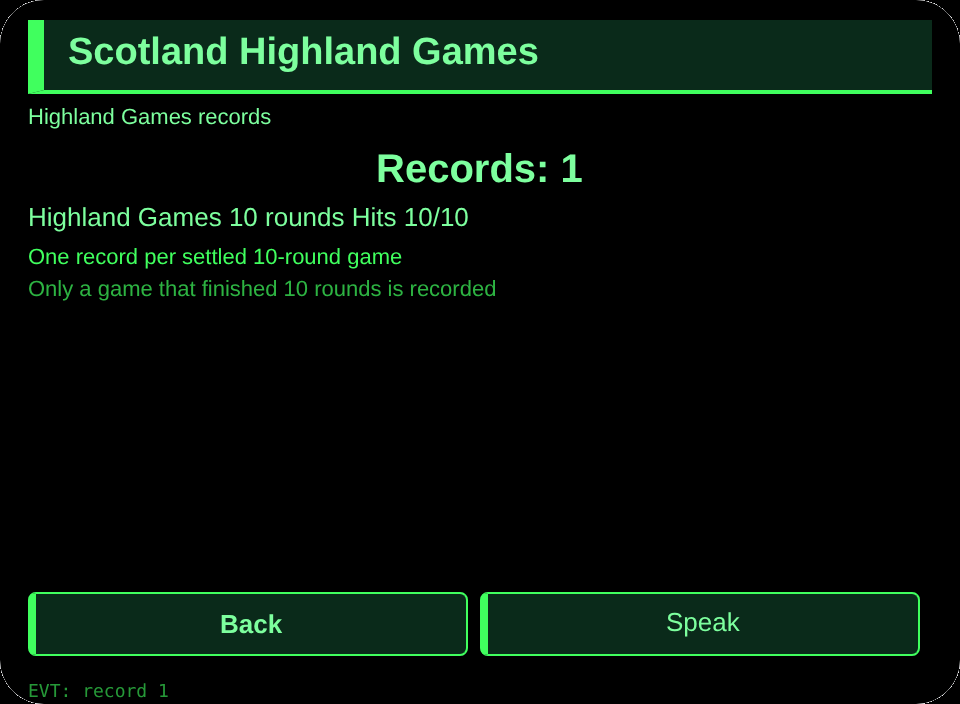 Scotland Highland Games
Highland Games records
Records: 1
Highland Games 10 rounds Hits 10/10
One record per settled 10-round game
Only a game that finished 10 rounds is recorded
Back
Speak
EVT: record 1